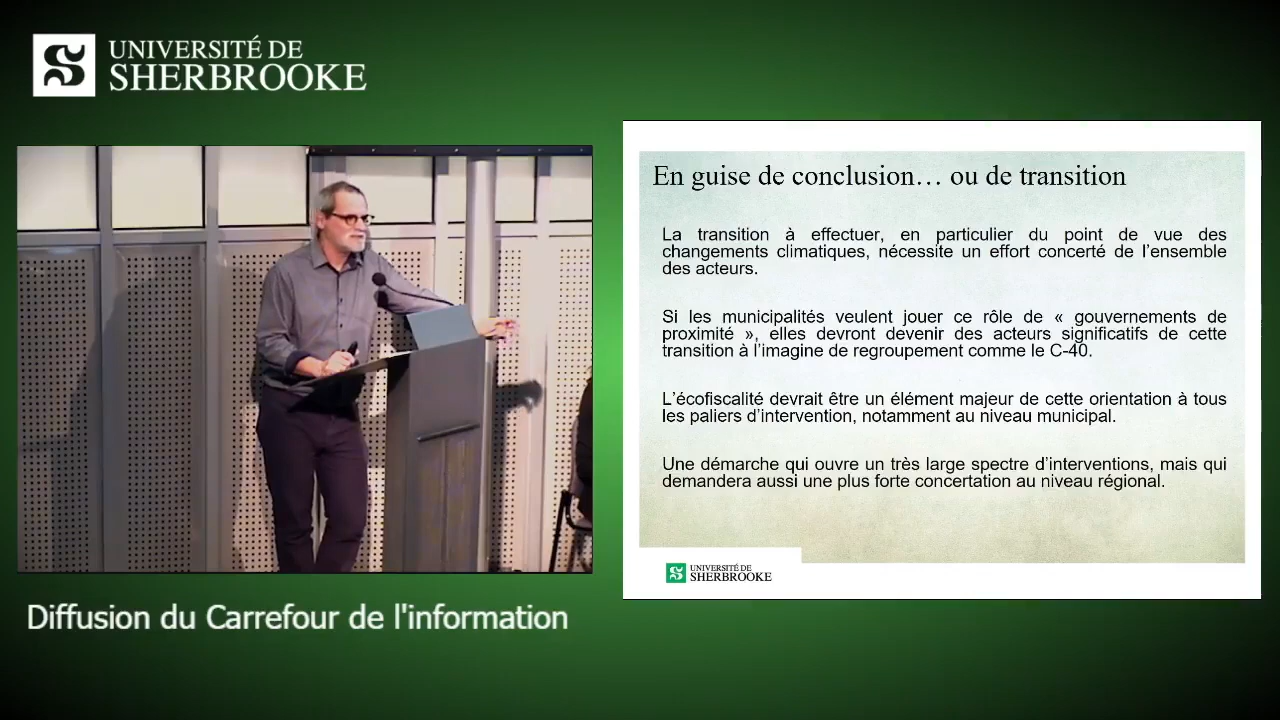 UNIVERSITÉ DE
SHERBROOKE
En guise de conclusion… ou de transition
La transition à effectuer, en particulier du point de vue des
changements climatiques, nécessite un effort concerté de l’ensemble
des acteurs.
Si les municipalités veulent jouer ce rôle de « gouvernements de
proximité », elles devront devenir des acteurs significatifs de cette
transition à l’imagine de regroupement comme le C-40.
L’écofiscalité devrait être un élément majeur de cette orientation à tous
les paliers d’intervention, notamment au niveau municipal.
Une démarche qui ouvre un très large spectre d’interventions, mais qui
demandera aussi une plus forte concertation au niveau régional.
UNIVERSITÉ DE
SHERBROOKE
Diffusion du Carrefour de l'information